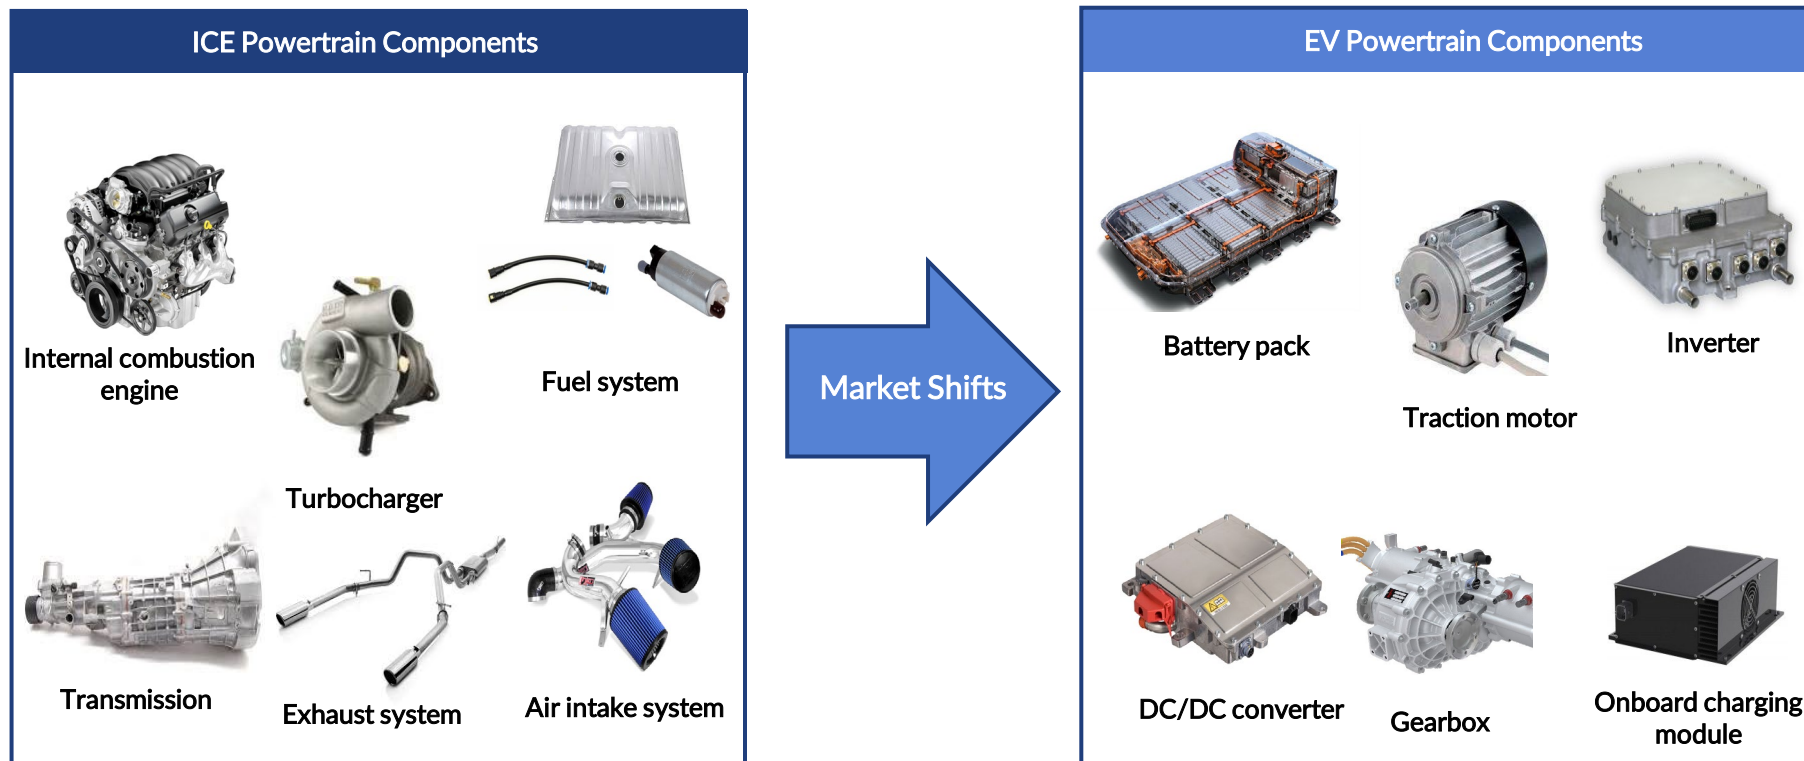 ICE Powertrain Components
Internal combustion
engine
Turbocharger
Fuel system
Transmission
Exhaust system
Air intake system
Market Shifts
EV Powertrain Components
Battery pack
Traction motor
Inverter
DC/DC converter
Gearbox
Onboard charging
module